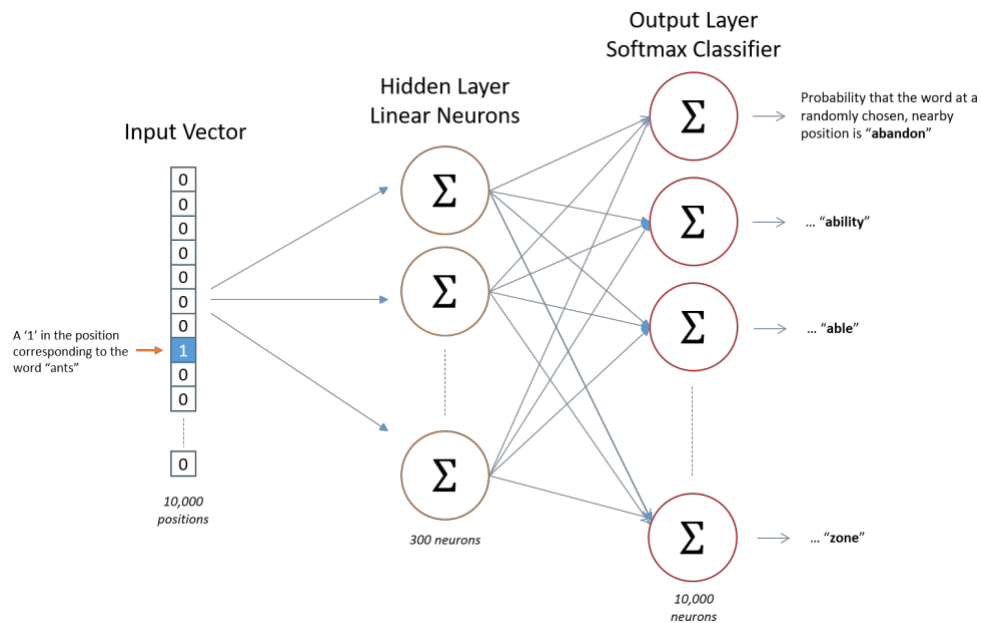 Output Layer
Softmax Classifier
Hidden Layer
Linear Neurons
Input Vector
0
0
0
0
0
0
0
1
0
0
0
A ‘1’ in the position
corresponding to the
word “ants”
10,000
positions
Σ
Σ
Σ
300 neurons
Σ
Σ
Σ
Σ
10,000
neurons
Probability that the word at a
randomly chosen, nearby
position is “abandon”
... “ability”
... “able”
... “zone”